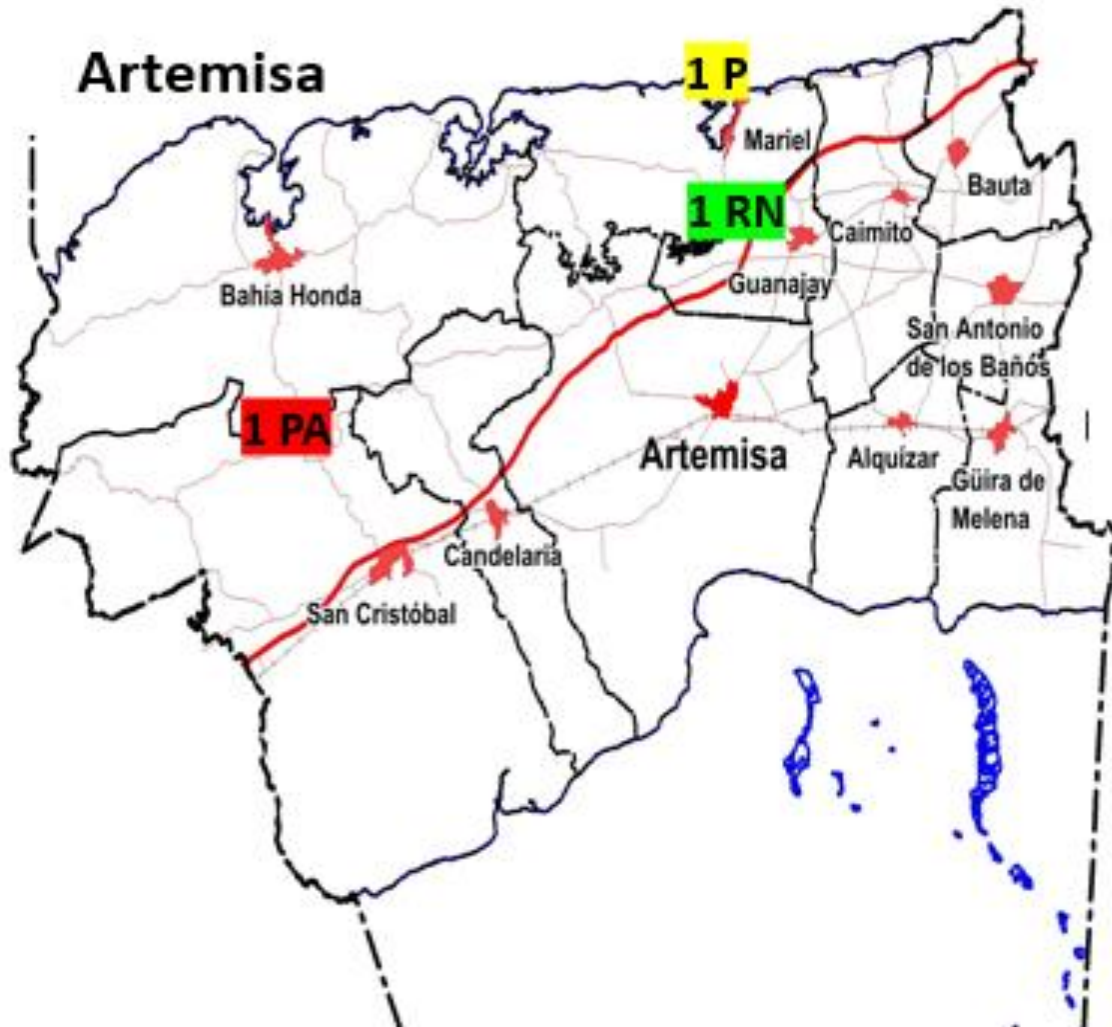 Artemisa
1 P
Mariel
Bauta
1 RN
Caimito
Guanajay
Bahía Honda
San Antonio
de los Bañós
1 PA
Artemisa
Alquízar
Güira de
Melena
Candelaria
San Cristóbal